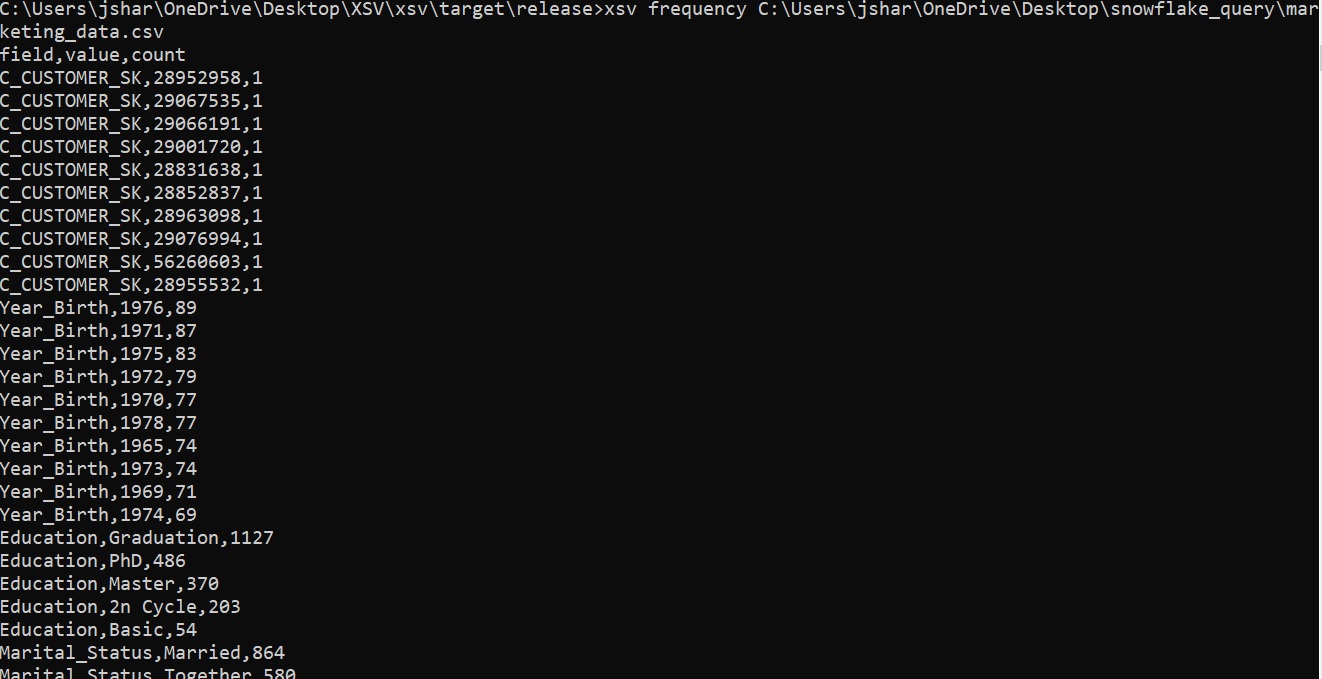 C:\Users\jshar\OneDrive\Desktop\XSV\xsv\target\release>xsv frequency C:\Users\jshar\OneDrive\Desktop\snowflake_query\mar
keting_data.csv
field,value,count
C_CUSTOMER_SK,28952958,1
C_CUSTOMER_SK,29067535,1
C_CUSTOMER_SK,29066191,1
C_CUSTOMER_SK,29001720,1
C_CUSTOMER_SK,28831638,1
C_CUSTOMER_SK,28852837,1
C_CUSTOMER_SK,28963098,1
C_CUSTOMER_SK,29076994,1
C_CUSTOMER_SK,56260603,1
C_CUSTOMER_SK,28955532,1
Year_Birth,1976,89
Year_Birth,1971,87
Year_Birth,1975,83
Year_Birth,1972,79
Year_Birth,1970,77
Year_Birth,1978,77
Year_Birth,1965,74
Year_Birth,1973,74
Year_Birth,1969,71
Year_Birth,1974,69
Education,Graduation,1127
Education,PhD,486
Education,Master,370
Education,2n Cycle,203
Education,Basic,54
Marital_Status,Married,864
Marital_Status,Together,580